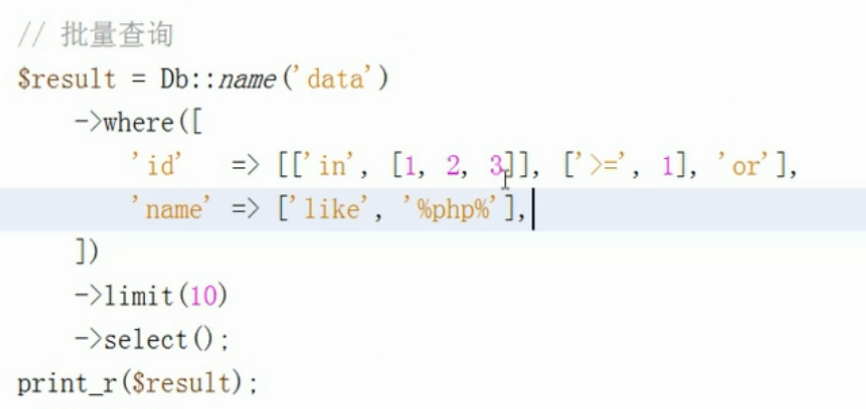 // 批量查询
$result = Db::name('data')
    ->where([
        'id'   => [['in', [1, 2, 3]], ['>=', 1], 'or'],
        'name' => ['like', '%php%'],
    ])
    ->limit(10)
    ->select();
print_r($result);